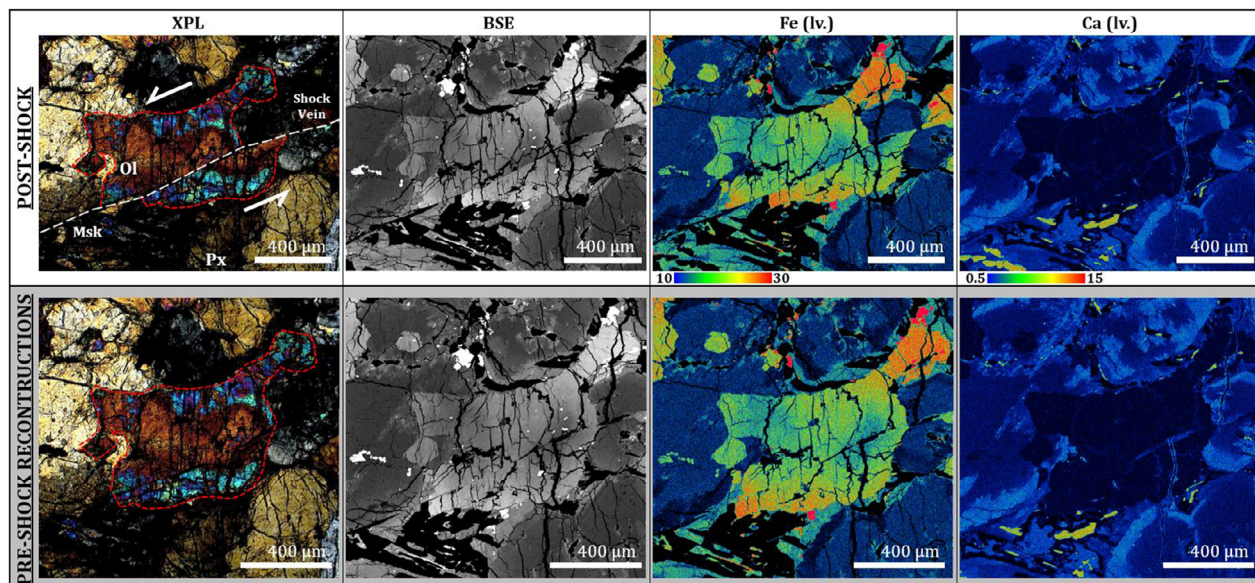 XPL
BSE
Fe (lv.)
Ca (lv.)
POST-SHOCK
Shock
Vein
Ol
Msk
Px
400 µm
400 µm
400 µm
400 µm
10
30
0.5
15
PRE-SHOCK RECONTRUCTIONS
400 µm
400 µm
400 µm
400 µm